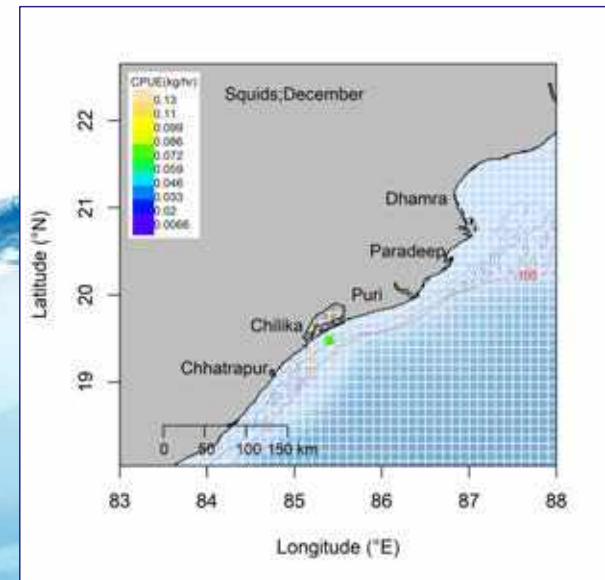 CPUE(kg/hr)
0.13
0.11
0.099
0.086
0.072
0.059
0.046
0.033
0.02
0.0066
Squids;December
Dhamra
Paradeep
Puri
Chilika
Chhatrapur
100
0 50 100 150 km
22
21
20
19
Latitude (°N)
83 84 85 86 87 88
Longitude (°E)